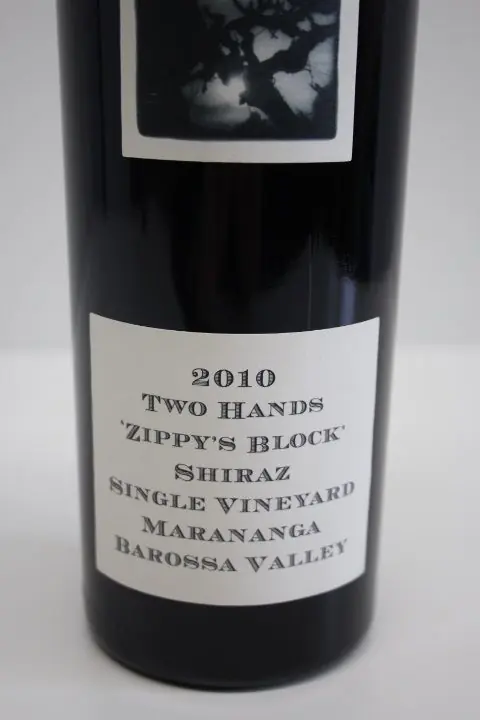 2010
Two Hands
'Zippy's Block'
Shiraz
Single Vineyard
Marananga
Barossa Valley